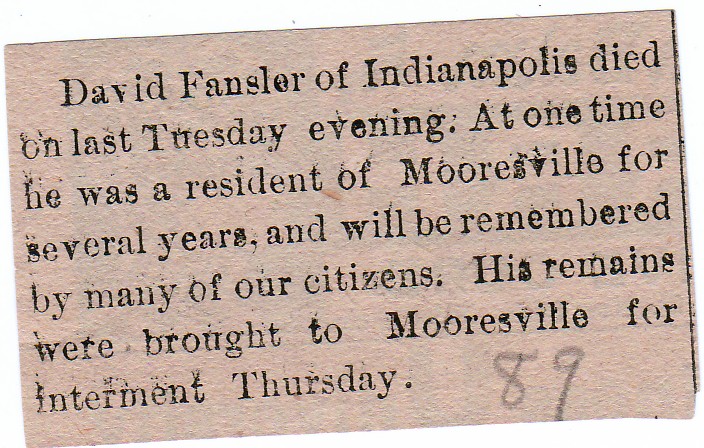 David Fansler of Indianapolis died
on last Tuesday evening. At one time
he was a resident of Mooresville for
several years, and will be remembered
by many of our citizens. His remains
were brought to Mooresville for
interment Thursday.
89